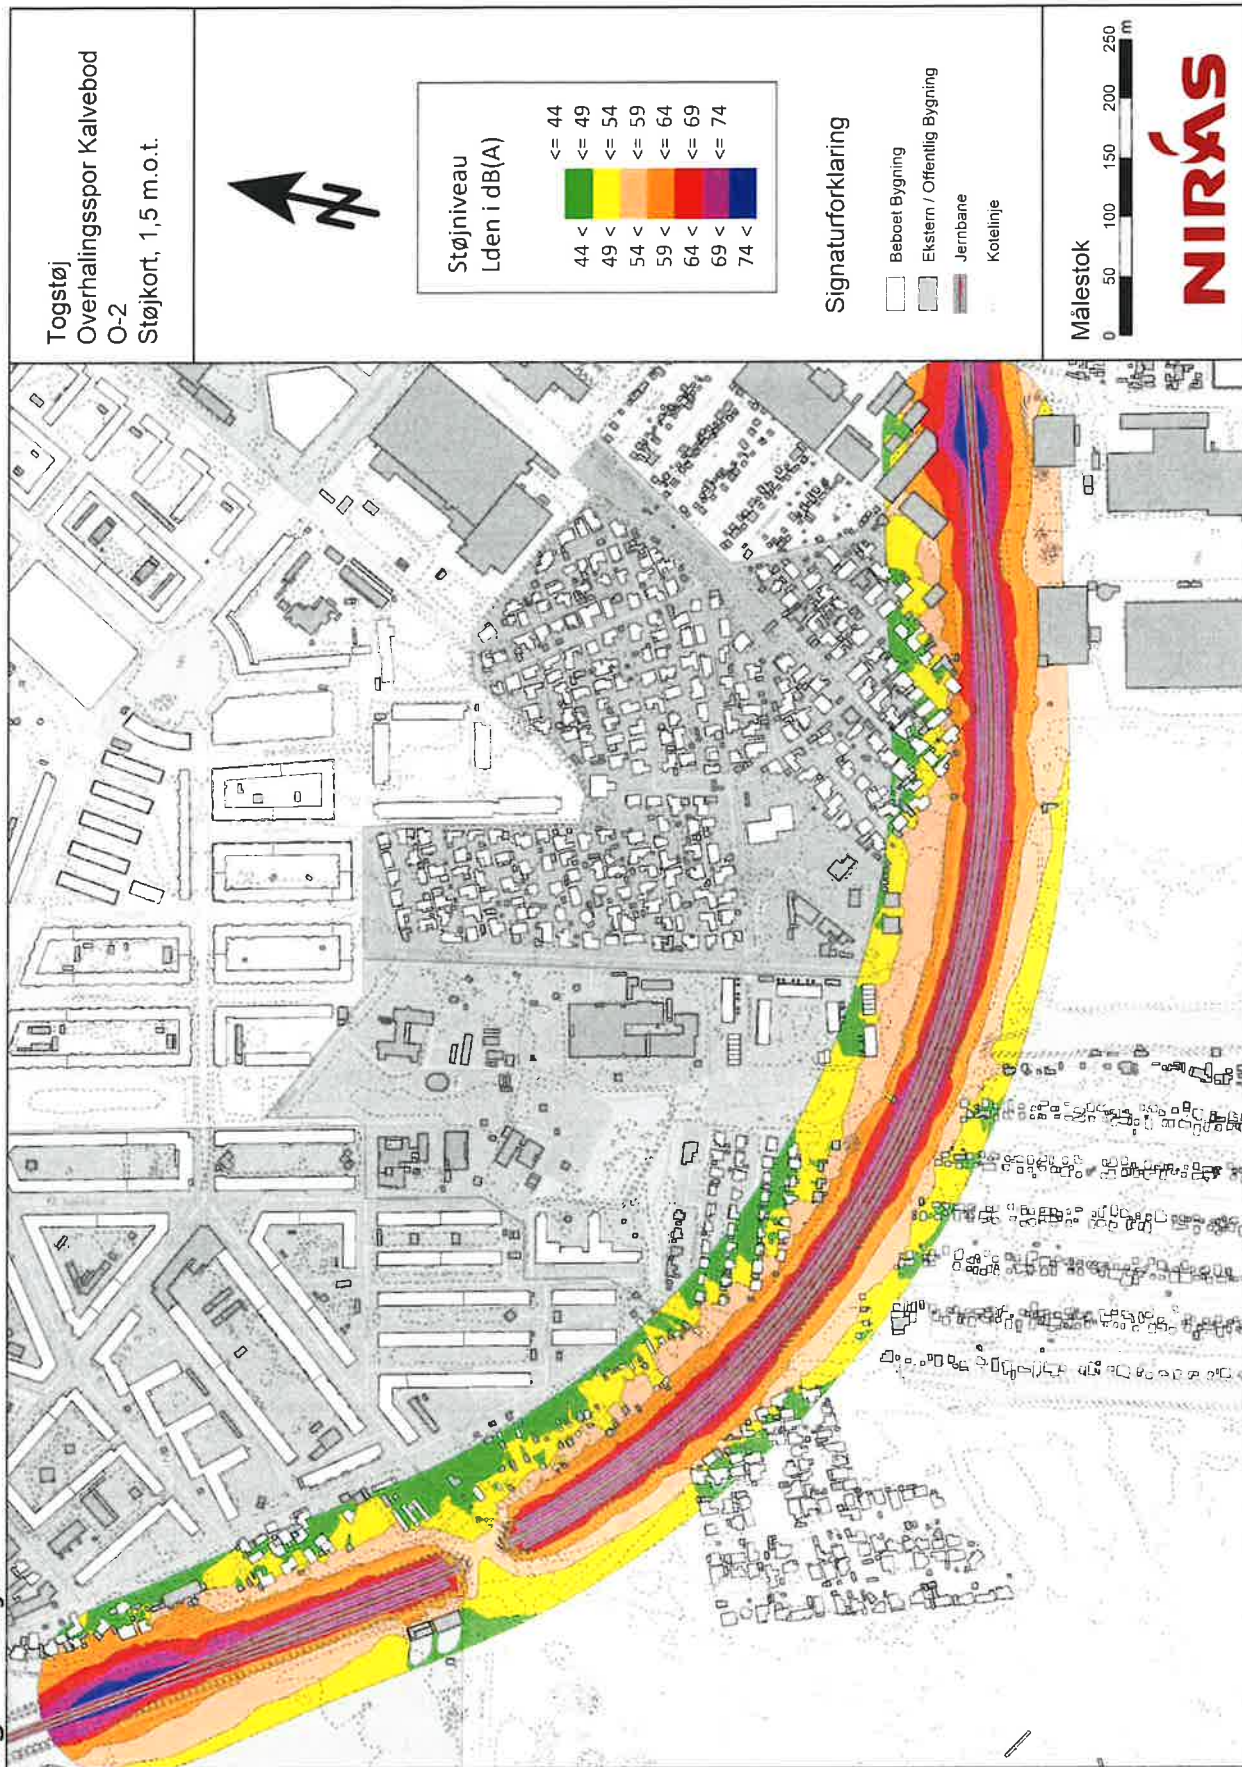 Togstøj
Overhalingsspor Kalvebod
O-2
Støjkort, 1,5 m.o.t.
N
Støjniveau
Lden i dB(A)
<= 44
44 < <= 49
49 < <= 54
54 < <= 59
59 < <= 64
64 < <= 69
69 < <= 74
74 <
Signaturforklaring
Beboet Bygning
Ekstern / Offentlig Bygning
Jernbane
Kotelinje
Målestok
0 50 100 150 200 250
m
NIRÁS